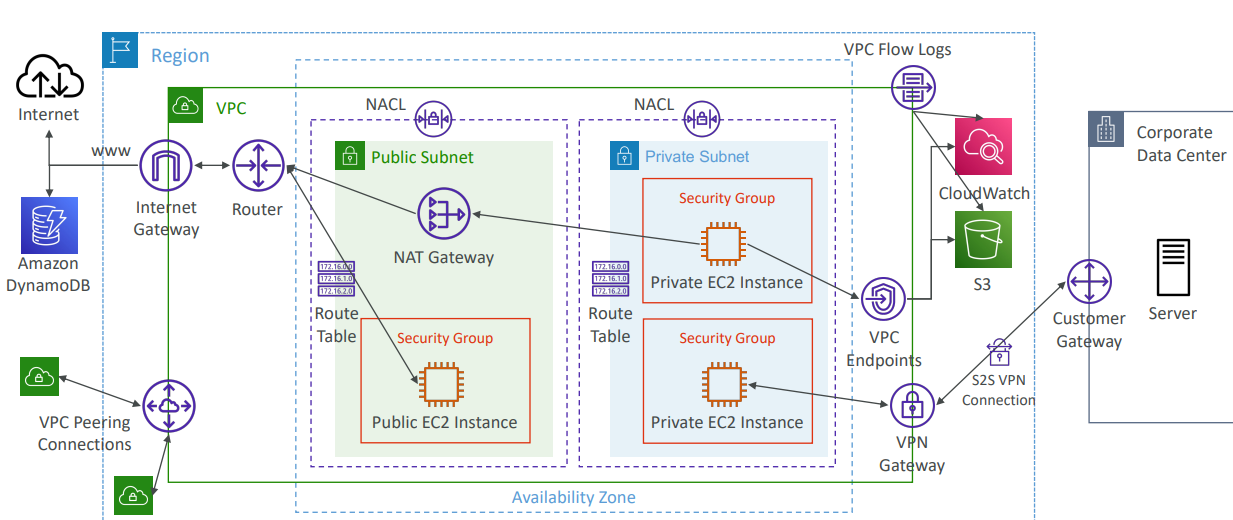 Region
VPC Flow Logs
Internet
VPC
NACL
NACL
Corporate
Data Center
www
Public Subnet
Private Subnet
CloudWatch
Internet
Gateway
Router
Security Group
NAT Gateway
Private EC2 Instance
Amazon
DynamoDB
172.16.0.0
172.16.1.0
172.16.2.0
172.16.0.0
172.16.1.0
172.16.2.0
S3
Route
Table
Route
Table
Security Group
Public EC2 Instance
Security Group
Private EC2 Instance
VPC
Endpoints
Customer
Gateway
Server
S2S VPN
Connection
VPC Peering
Connections
VPN
Gateway
Availability Zone